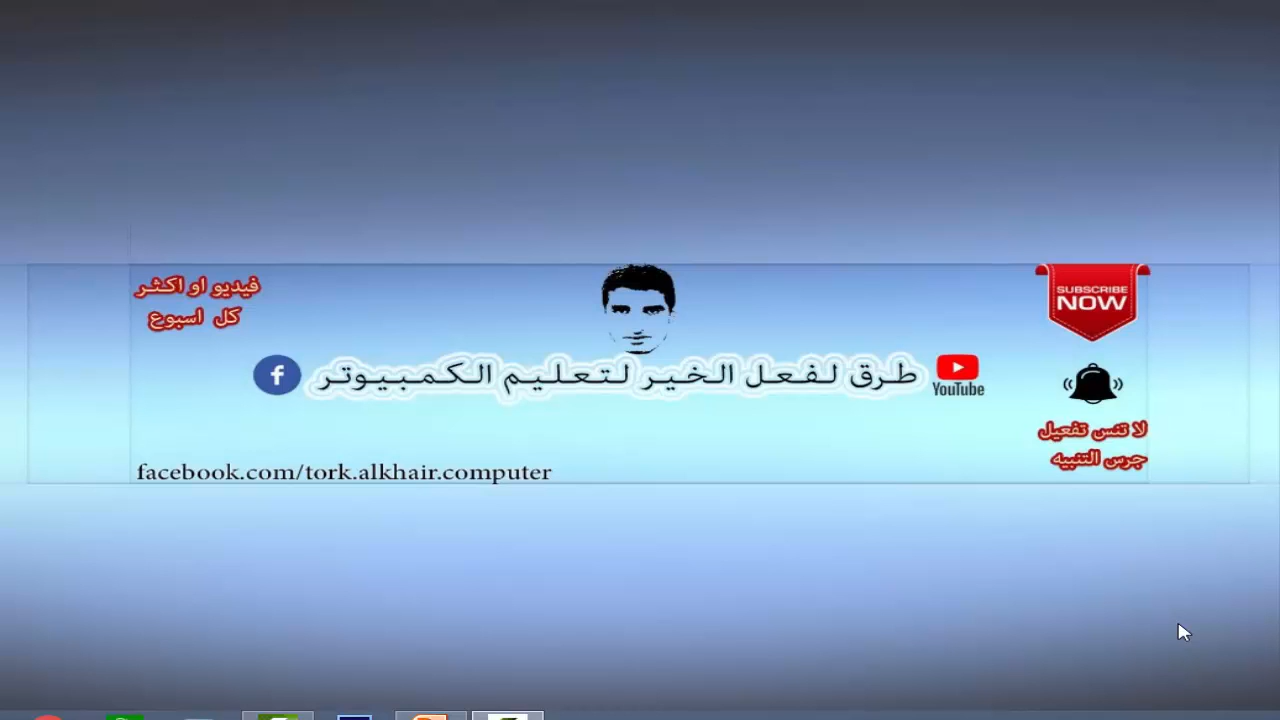 فيديو او اكثر
كل اسبوع
SUBSCRIBE
NOW
طرق لفعل الخير لتعليم الكمبيوتر
YouTube
لا تنس تفعيل
جرس التنبيه
facebook.com/tork.alkhair.computer